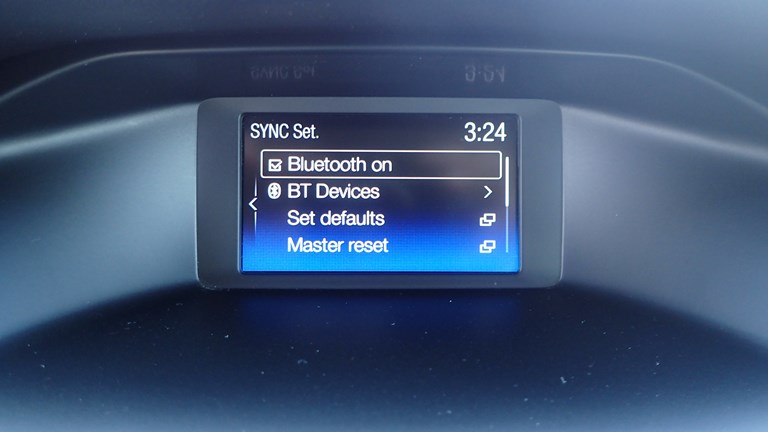 SYNC Set. 3:24
Bluetooth on
BT Devices
Set defaults
Master reset